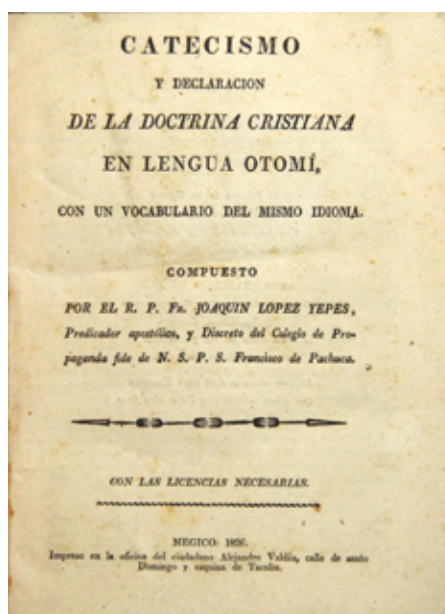 CATECISMO
Y DECLARACION
DE LA DOCTRINA CRISTIANA
EN LENGUA OTOMÍ,
CON UN VOCABULARIO DEL MISMO IDIOMA.
COMPUESTO
POR EL R. P. FR. JOAQUIN LOPEZ YEPES,
Predicador apostólico, y Discreto del Colegio de Pro-
paganda fide de N. S. P. S. Francisco de Pachuca.
CON LAS LICENCIAS NECESARIAS.
MEGICO: 1826.
Impreso en la oficina del ciudadano Alejandro Valdés, calle de santo
Domingo y esquina de Tacuba.